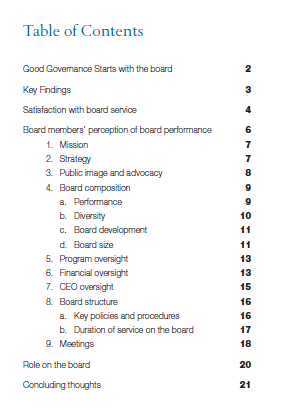 Table of Contents
Good Governance Starts with the board 2
Key Findings 3
Satisfaction with board service 4
Board members' perception of board performance 6
1. Mission 7
2. Strategy 7
3. Public image and advocacy 8
4. Board composition 9
a. Performance 9
b. Diversity 10
c. Board development 11
d. Board size 11
5. Program oversight 13
6. Financial oversight 13
7. CEO oversight 15
8. Board structure 16
a. Key policies and procedures 16
b. Duration of service on the board 17
9. Meetings 18
Role on the board 20
Concluding thoughts 21